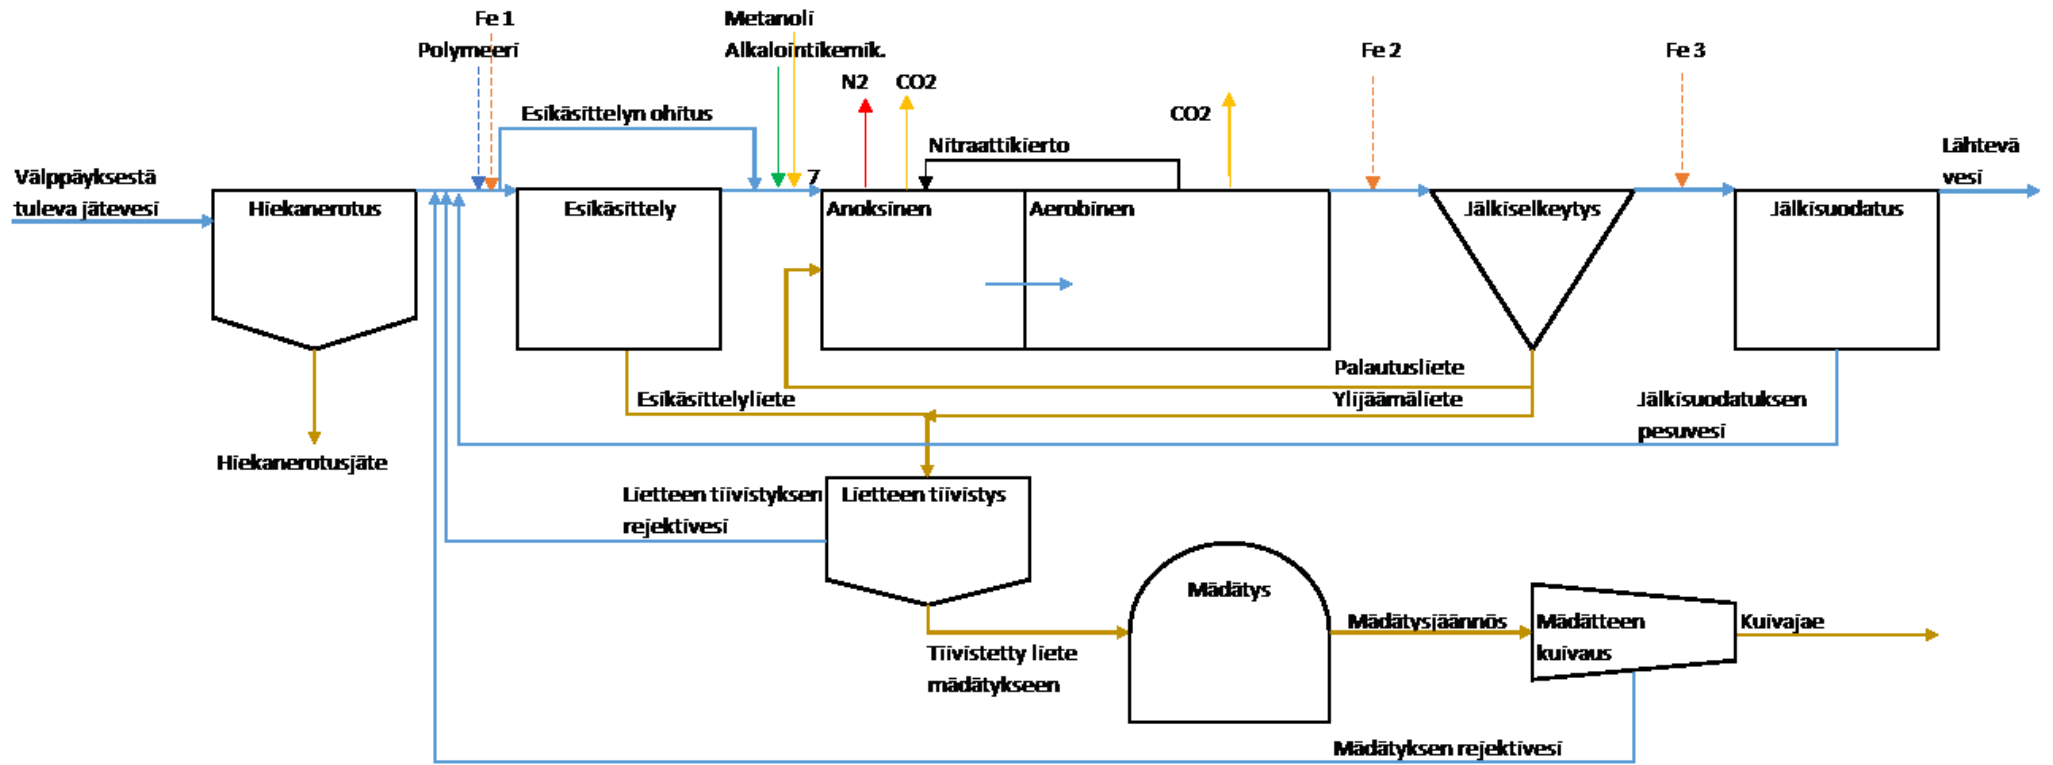 Fe 1
Polymeeri
Metanoli
Alkalointikemik.
N2
CO2
Esikäsittelyn ohitus
Nitraattikierto
CO2
Fe 2
Fe 3
Lähtevä
vesi
Välppäyksestä
tuleva jätevesi
7
Hiekanerotus
Esikäsittely
Anoksinen
Aerobinen
Jälkiselkeytys
Jälkisuodatus
Palautusliete
Esikäsittelyliete
Ylijäämäliete
Jälkisuodatuksen
pesuvesi
Hiekanerotusjäte
Lietteen tiivistyksen
rejektivesi
Lietteen tiivistys
Mädätys
Mädätysjäännös
Mädätteen
kuivaus
Kuivajae
Tiivistetty liete
mädätykseen
Mädätyksen rejektivesi